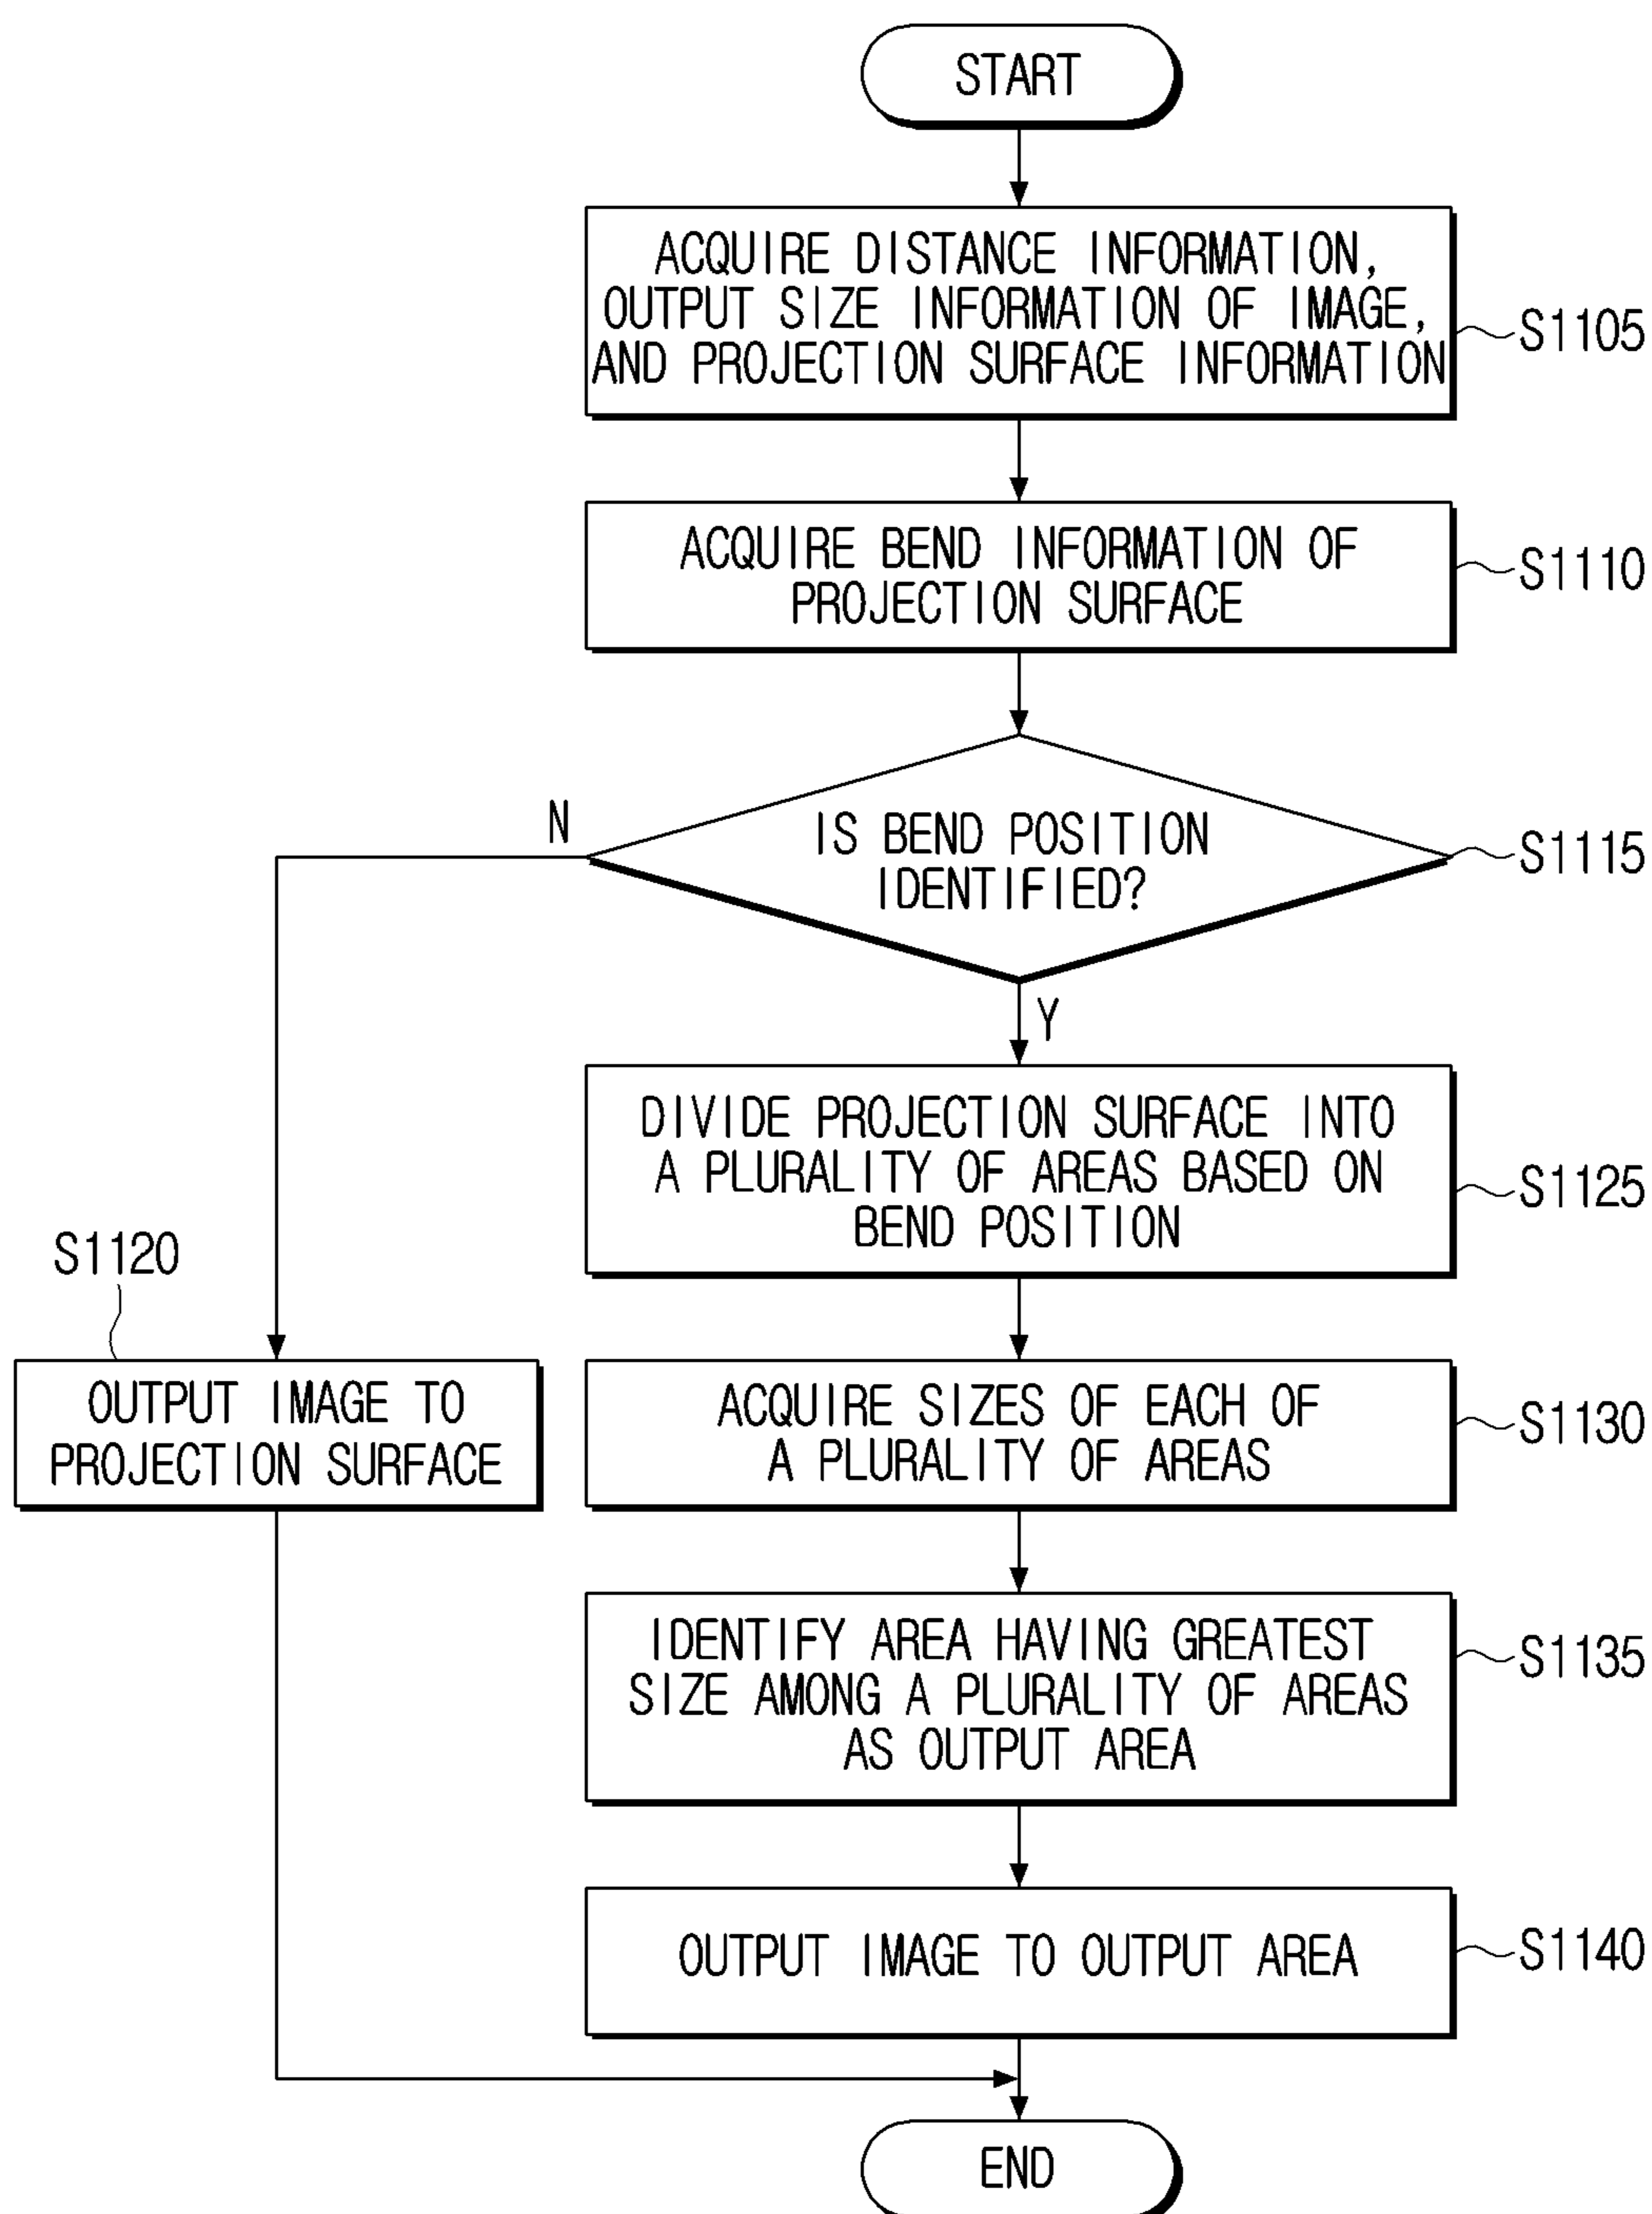 START
ACQUIRE DISTANCE INFORMATION,
OUTPUT SIZE INFORMATION OF IMAGE,
AND PROJECTION SURFACE INFORMATION
S1105
ACQUIRE BEND INFORMATION OF
PROJECTION SURFACE
S1110
IS BEND POSITION
IDENTIFIED?
S1115
N
Y
DIVIDE PROJECTION SURFACE INTO
A PLURALITY OF AREAS BASED ON
BEND POSITION
S1125
S1120
OUTPUT IMAGE TO
PROJECTION SURFACE
ACQUIRE SIZES OF EACH OF
A PLURALITY OF AREAS
S1130
IDENTIFY AREA HAVING GREATEST
SIZE AMONG A PLURALITY OF AREAS
AS OUTPUT AREA
S1135
OUTPUT IMAGE TO OUTPUT AREA
S1140
END